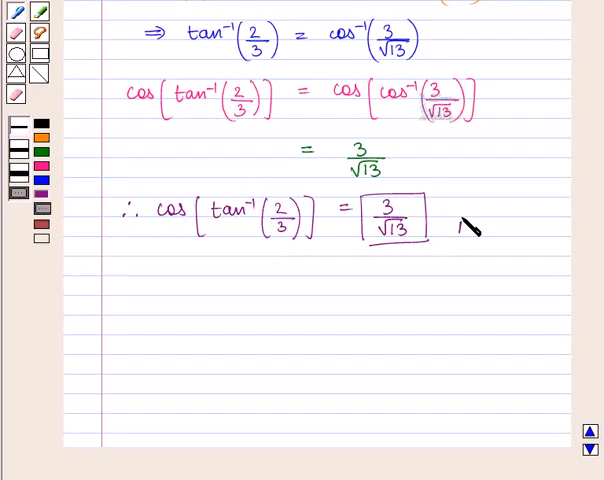 ⇒ tan⁻¹(2/3) = cos⁻¹(3/√13)
cos[tan⁻¹(2/3)] = cos[cos⁻¹(3/√13)]
= 3/√13
∴ cos[tan⁻¹(2/3)] = 3/√13